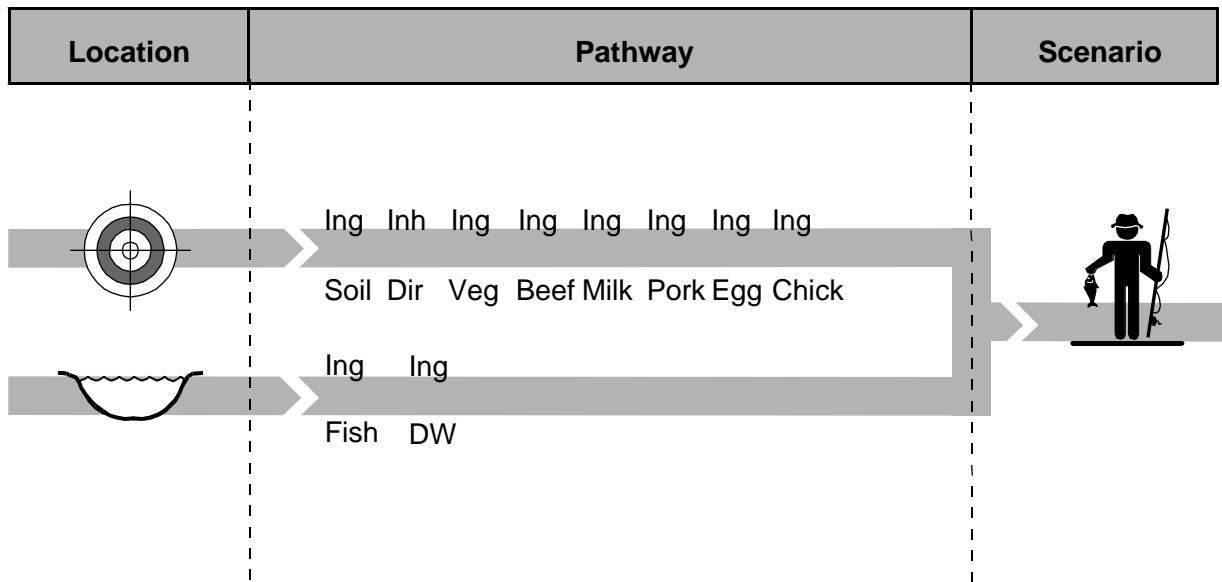 Location Pathway Scenario
Ing Inh Ing Ing Ing Ing Ing Ing
Soil Dir Veg Beef Milk Pork Egg Chick
Ing Ing
Fish DW